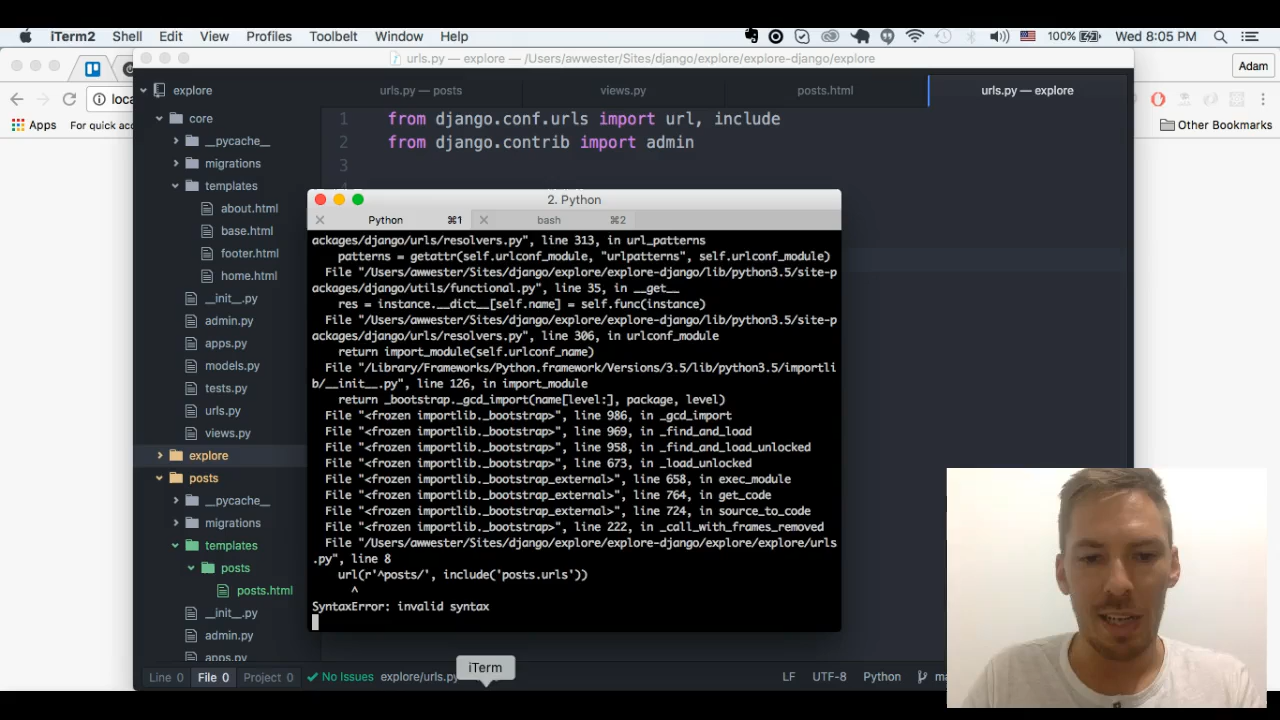 iTerm2 Shell Edit View Profiles Toolbelt Window Help 100% Wed 8:05 PM
urls.py — explore — /Users/awwester/Sites/django/explore/explore-django/explore
Adam
loca
Apps For quick acc
Other Bookmarks
explore
urls.py — posts views.py posts.html urls.py — explore
core
__pycache__
migrations
templates
about.html
base.html
footer.html
home.html
__init__.py
admin.py
apps.py
models.py
tests.py
urls.py
views.py
explore
posts
__pycache__
migrations
templates
posts
posts.html
__init__.py
admin.py
apps.py
1 from django.conf.urls import url, include
2 from django.contrib import admin
3
2. Python
Python ⌘1 bash ⌘2
ackages/django/urls/resolvers.py", line 313, in url_patterns
patterns = getattr(self.urlconf_module, "urlpatterns", self.urlconf_module)
File "/Users/awwester/Sites/django/explore/explore-django/lib/python3.5/site-p
ackages/django/utils/functional.py", line 35, in __get__
res = instance.__dict__[self.name] = self.func(instance)
File "/Users/awwester/Sites/django/explore/explore-django/lib/python3.5/site-p
ackages/django/urls/resolvers.py", line 306, in urlconf_module
return import_module(self.urlconf_name)
File "/Library/Frameworks/Python.framework/Versions/3.5/lib/python3.5/importli
b/__init__.py", line 126, in import_module
return _bootstrap._gcd_import(name[level:], package, level)
File "<frozen importlib._bootstrap>", line 986, in _gcd_import
File "<frozen importlib._bootstrap>", line 969, in _find_and_load
File "<frozen importlib._bootstrap>", line 958, in _find_and_load_unlocked
File "<frozen importlib._bootstrap>", line 673, in _load_unlocked
File "<frozen importlib._bootstrap_external>", line 658, in exec_module
File "<frozen importlib._bootstrap_external>", line 764, in get_code
File "<frozen importlib._bootstrap_external>", line 724, in source_to_code
File "<frozen importlib._bootstrap>", line 222, in _call_with_frames_removed
File "/Users/awwester/Sites/django/explore/explore-django/explore/explore/urls
.py", line 8
url(r'^posts/', include('posts.urls'))
^
SyntaxError: invalid syntax
iTerm
Line 0 File 0 Project 0 No Issues explore/urls.py LF UTF-8 Python ma